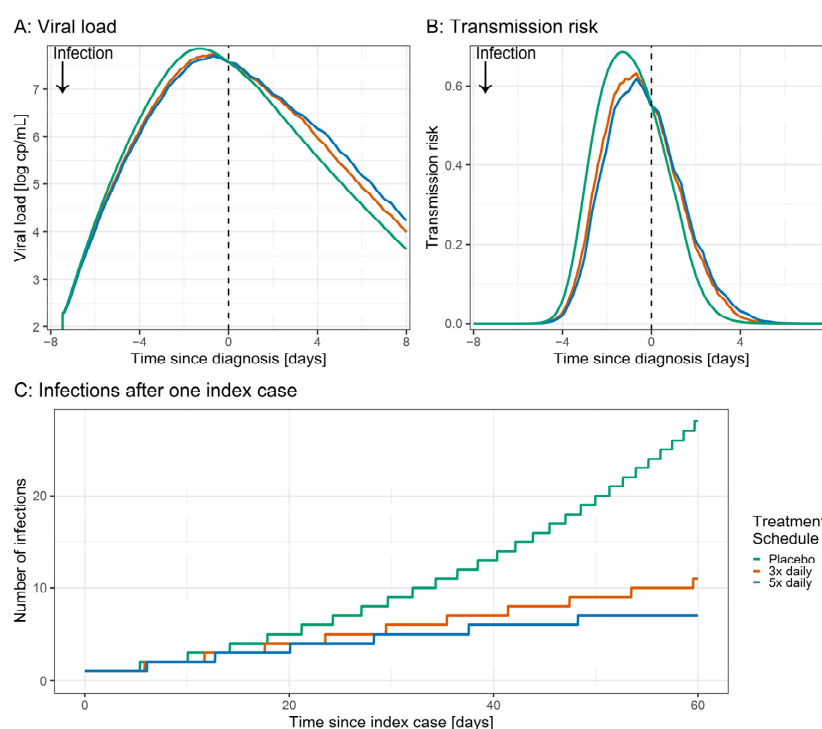 A: Viral load
Infection
7
6
5
4
3
2
Viral load [log cp/mL]
−8
−4
0
4
8
Time since diagnosis [days]
B: Transmission risk
Infection
0.6
0.4
0.2
0.0
Transmission risk
−8
−4
0
4
Time since diagnosis [days]
C: Infections after one index case
20
10
0
Number of infections
0
20
40
60
Time since index case [days]
Treatment
Schedule
Placebo
3x daily
5x daily